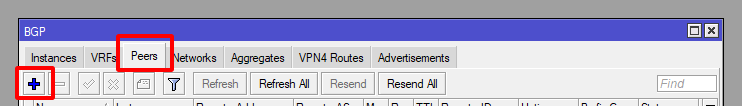 BGP
Instances VRFs Peers Networks Aggregates VPN4 Routes Advertisements
Refresh Refresh All Resend Resend All Find